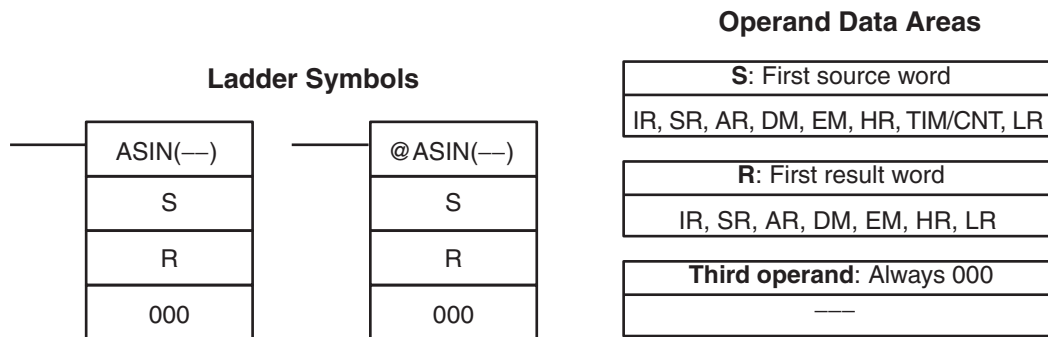 Ladder Symbols
ASIN(––)
S
R
000
@ASIN(––)
S
R
000
Operand Data Areas
S: First source word
IR, SR, AR, DM, EM, HR, TIM/CNT, LR
R: First result word
IR, SR, AR, DM, EM, HR, LR
Third operand: Always 000
–––